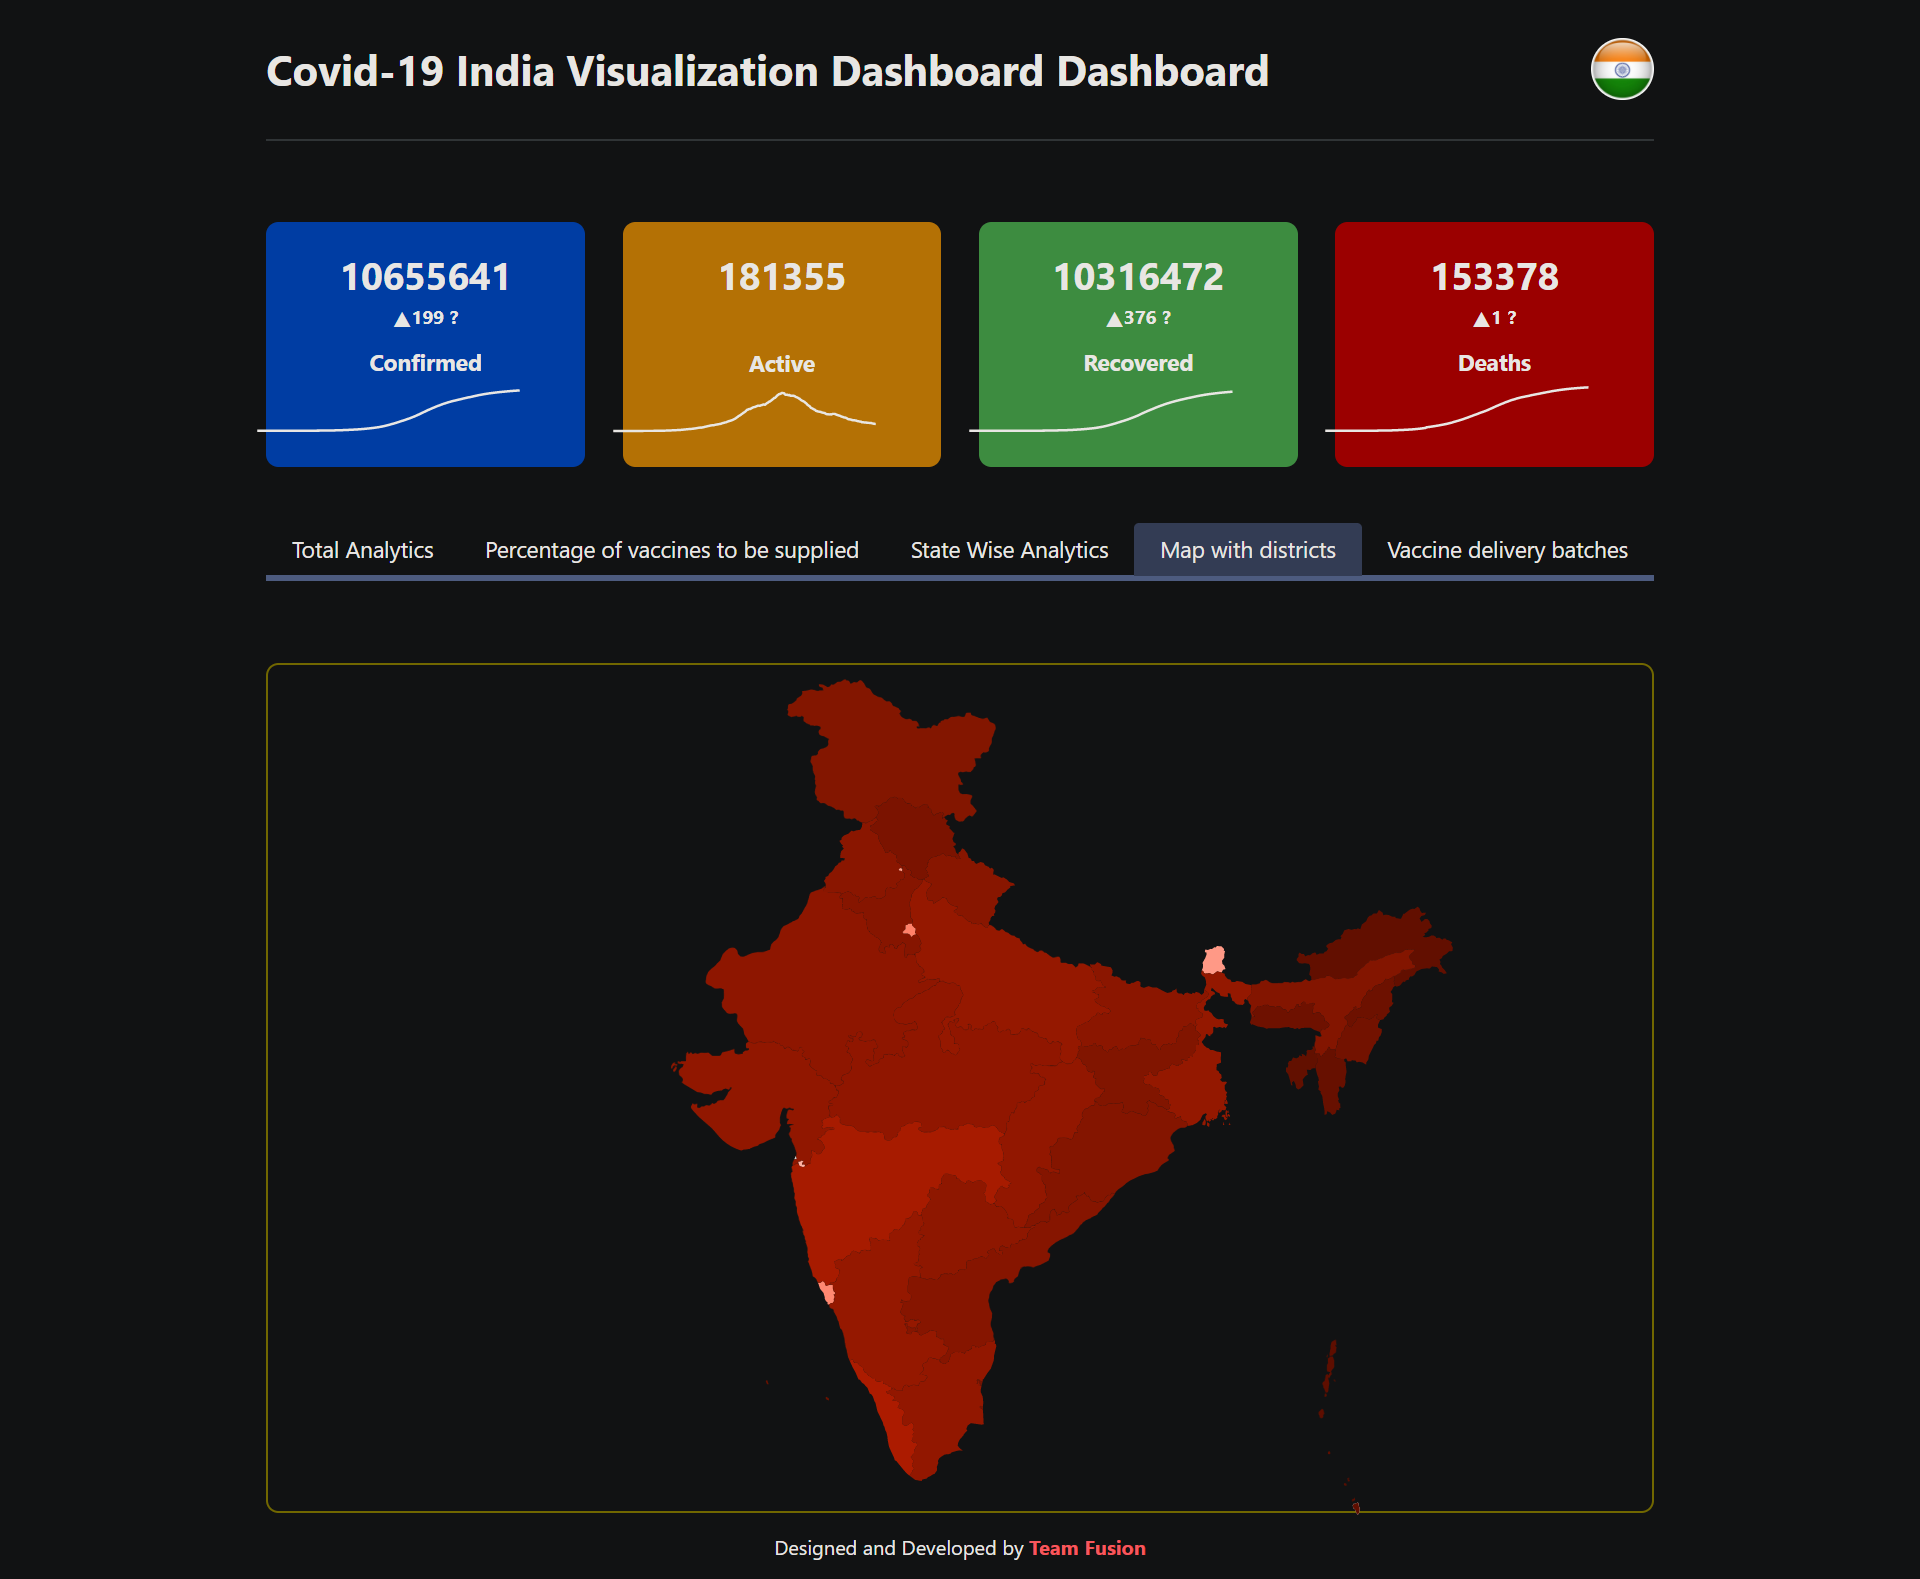 Covid-19 India Visualization Dashboard Dashboard
10655641
▲199 ?
Confirmed
181355
Active
10316472
▲376 ?
Recovered
153378
▲1 ?
Deaths
Total Analytics
Percentage of vaccines to be supplied
State Wise Analytics
Map with districts
Vaccine delivery batches
Designed and Developed by Team Fusion